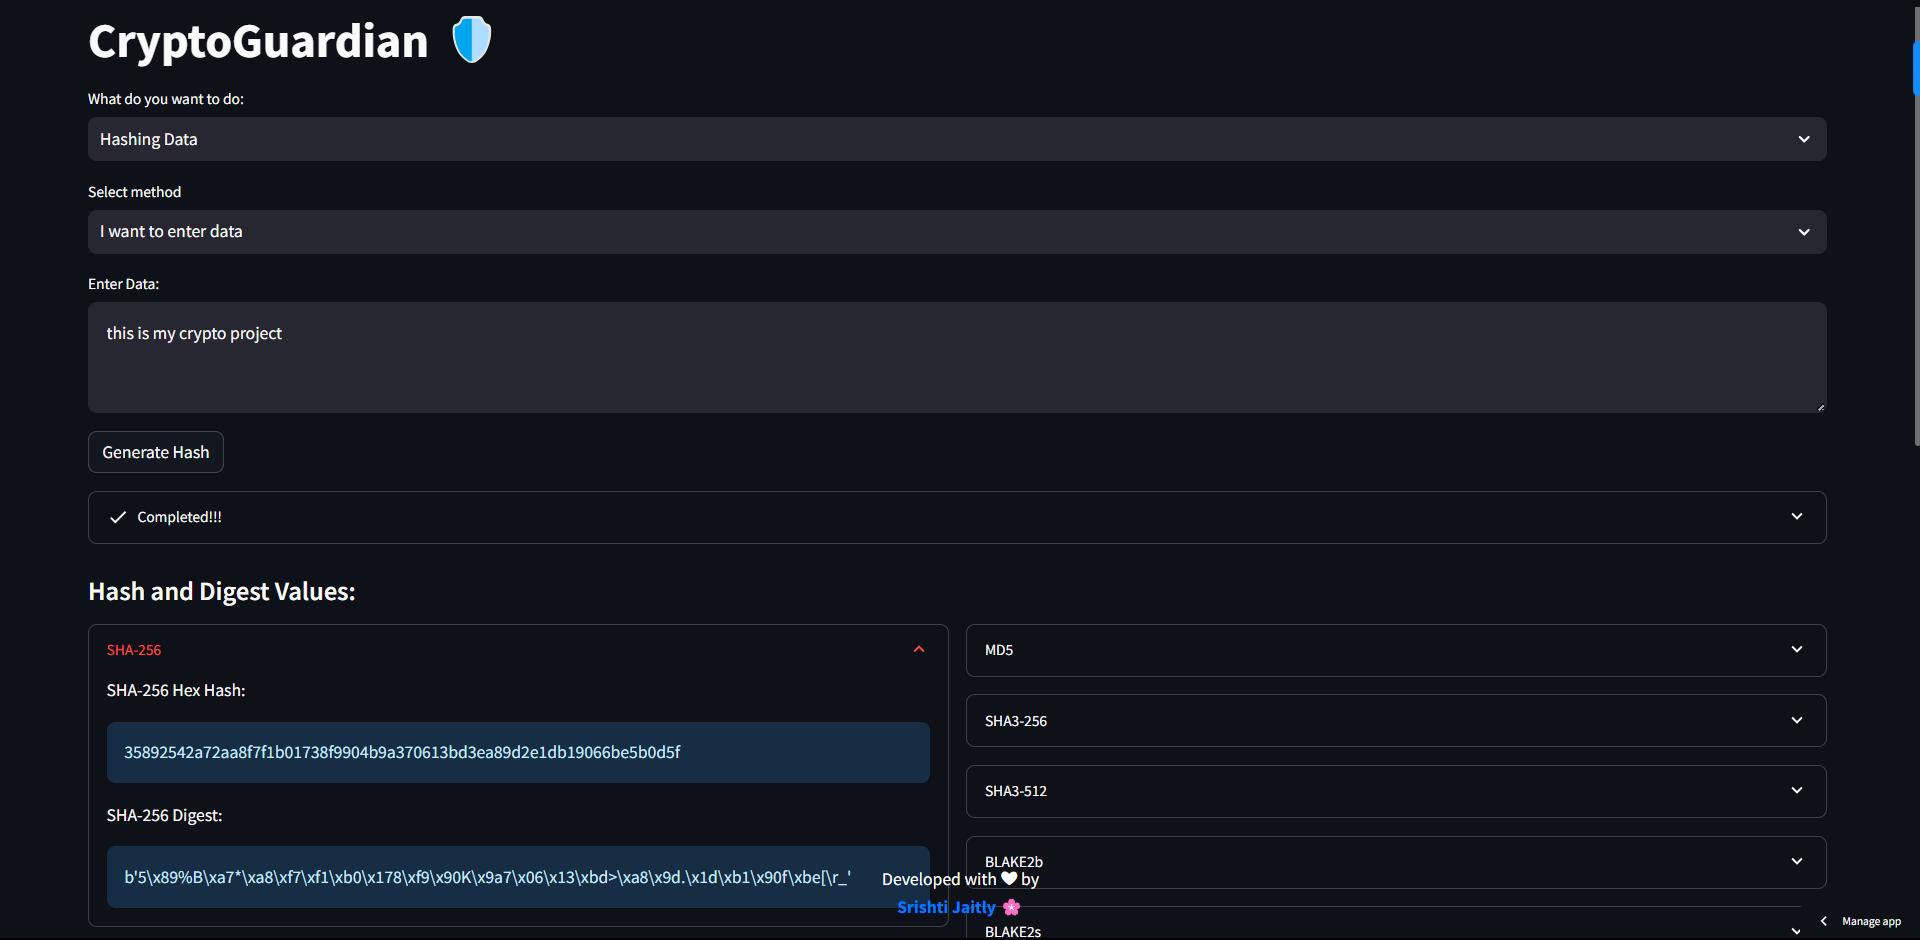 CryptoGuardian
What do you want to do:
Hashing Data
Select method
I want to enter data
Enter Data:
this is my crypto project
Generate Hash
Completed!!!
Hash and Digest Values:
SHA-256
SHA-256 Hex Hash:
35892542a72aa8f7f1b01738f9904b9a370613bd3ea89d2e1db19066be5b0d5f
SHA-256 Digest:
b'5\x89%B\xa7*\xa8\xf7\xf1\xb0\x178\xf9\x90K\x9a7\x06\x13\xbd>\xa8\x9d.\x1d\xb1\x90f\xbe[\r_'
MD5
SHA3-256
SHA3-512
BLAKE2b
BLAKE2s
Developed with 🤍 by
Srishti Jaitly 🌸
Manage app